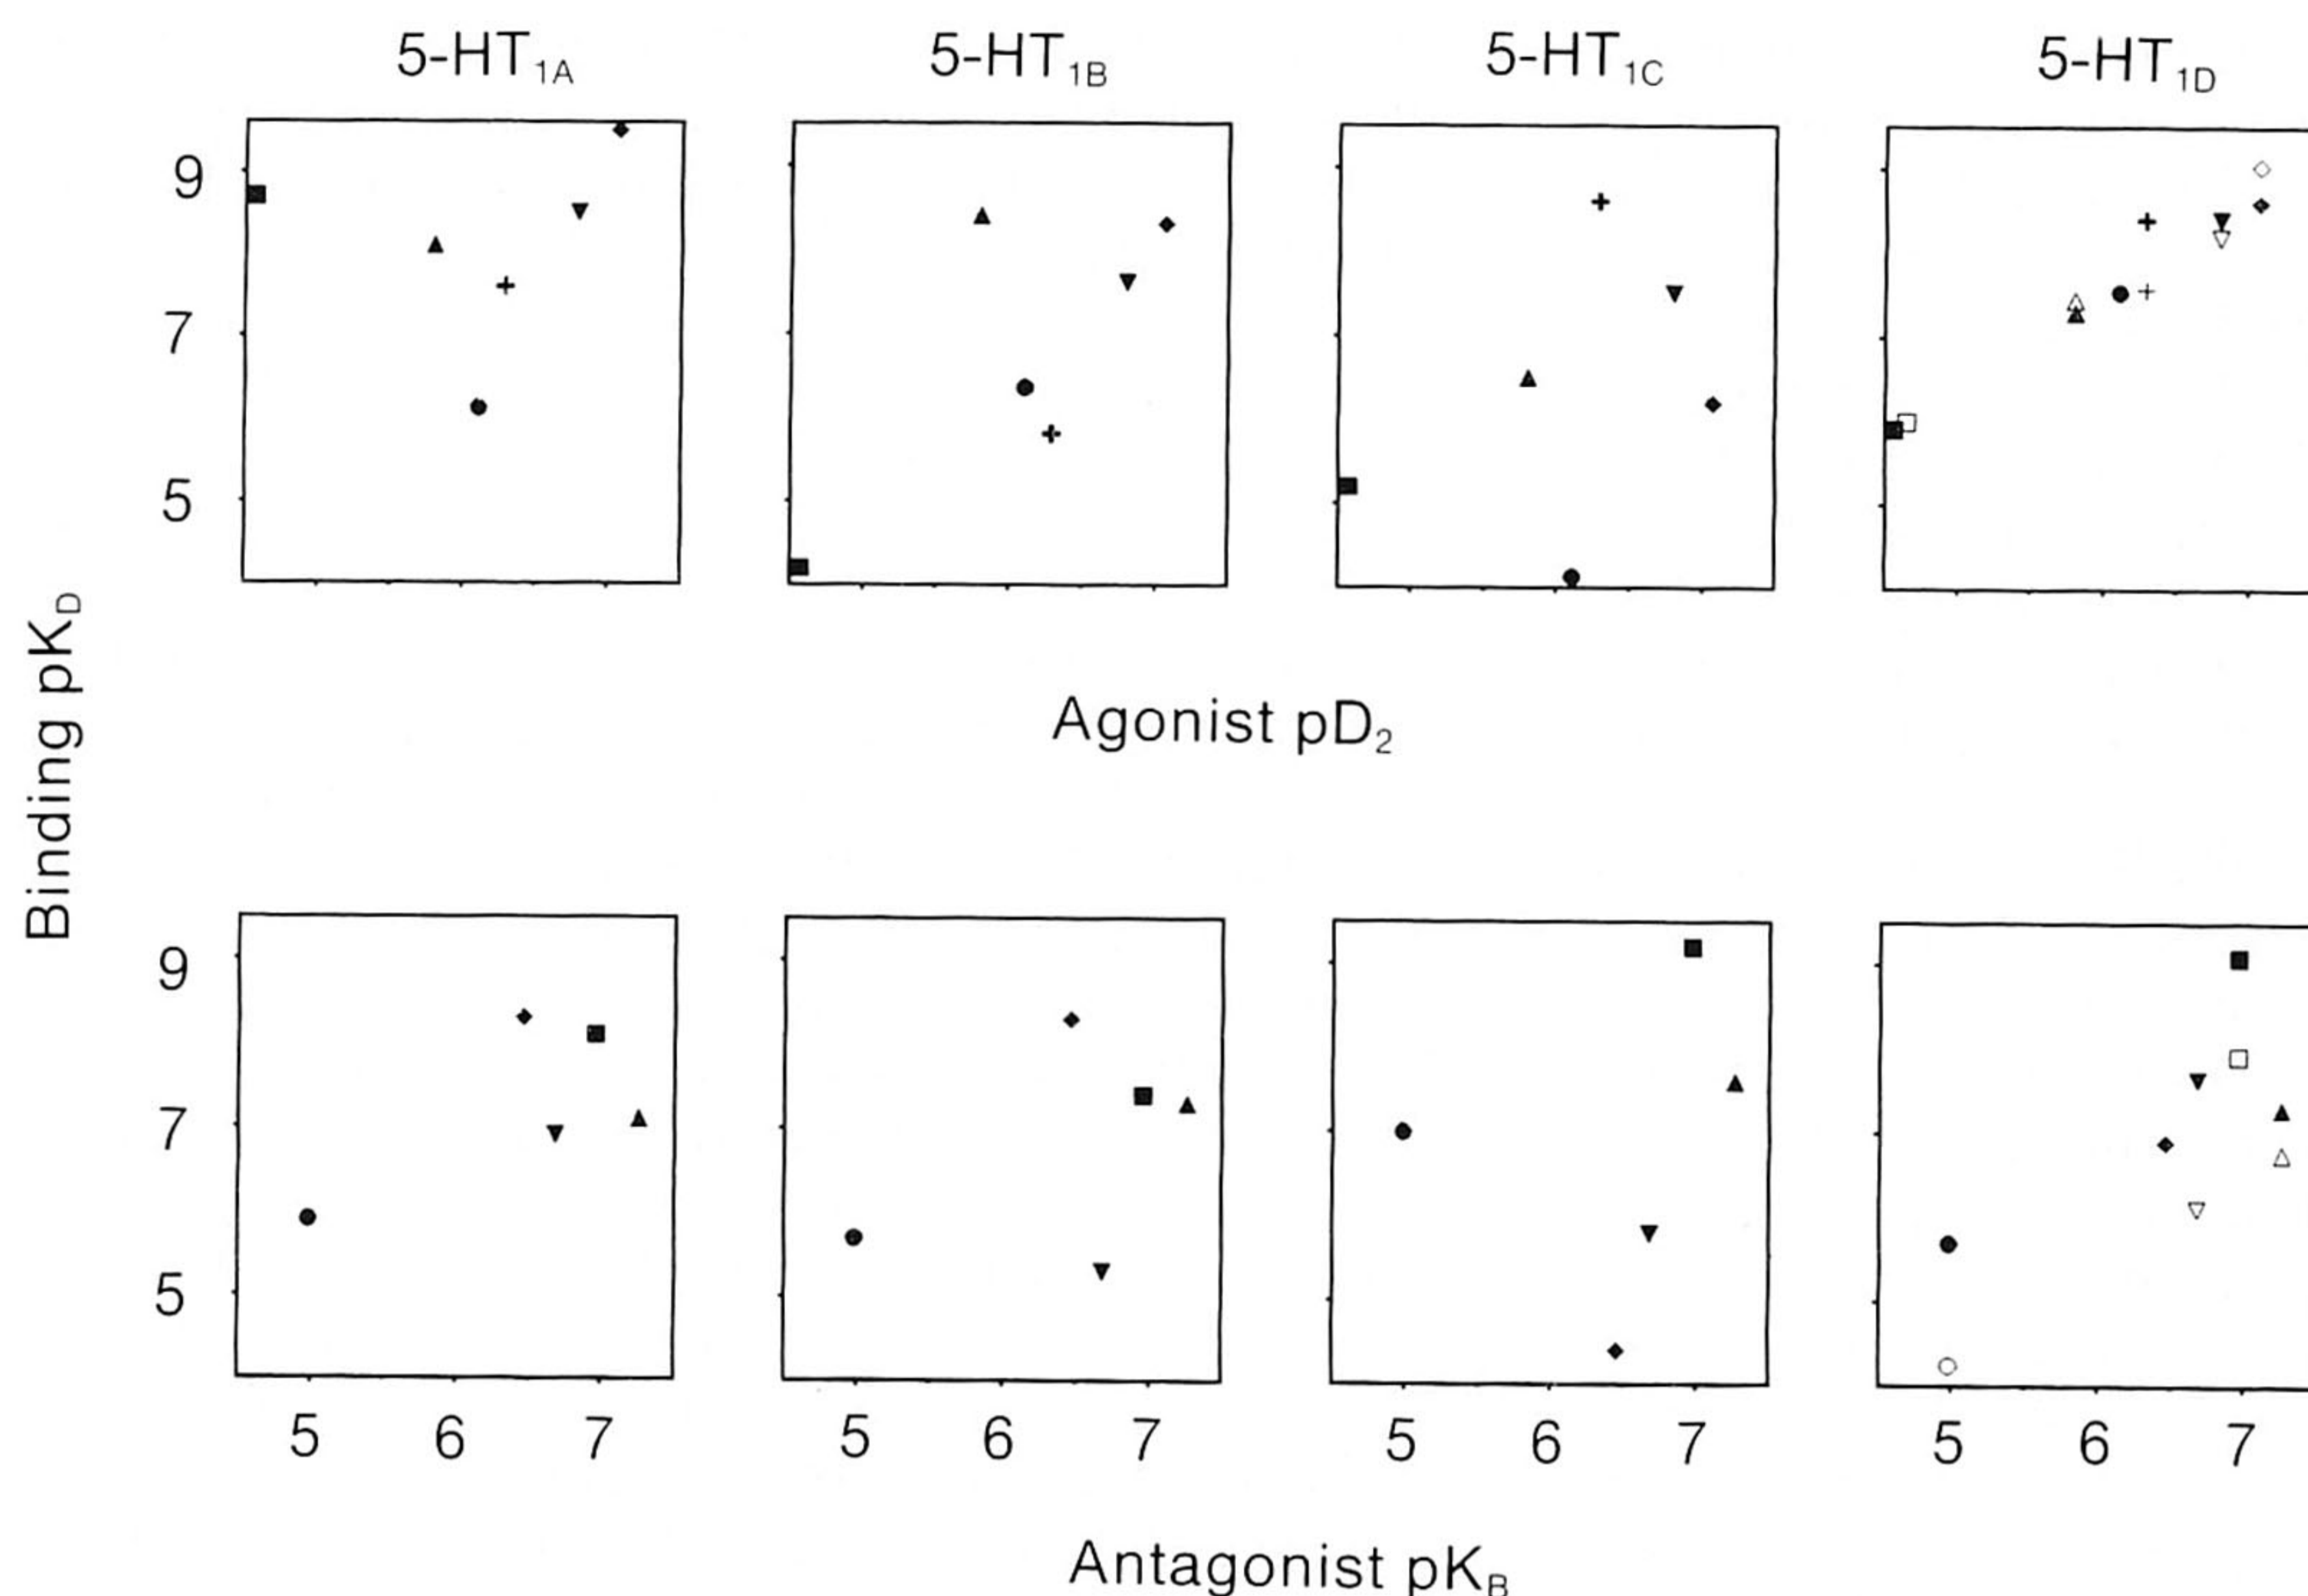 5-HT1A 5-HT1B 5-HT1C 5-HT1D
9
7
5
Agonist pD2
Binding pKD
9
7
5
5 6 7 5 6 7 5 6 7 5 6 7
Antagonist pKB